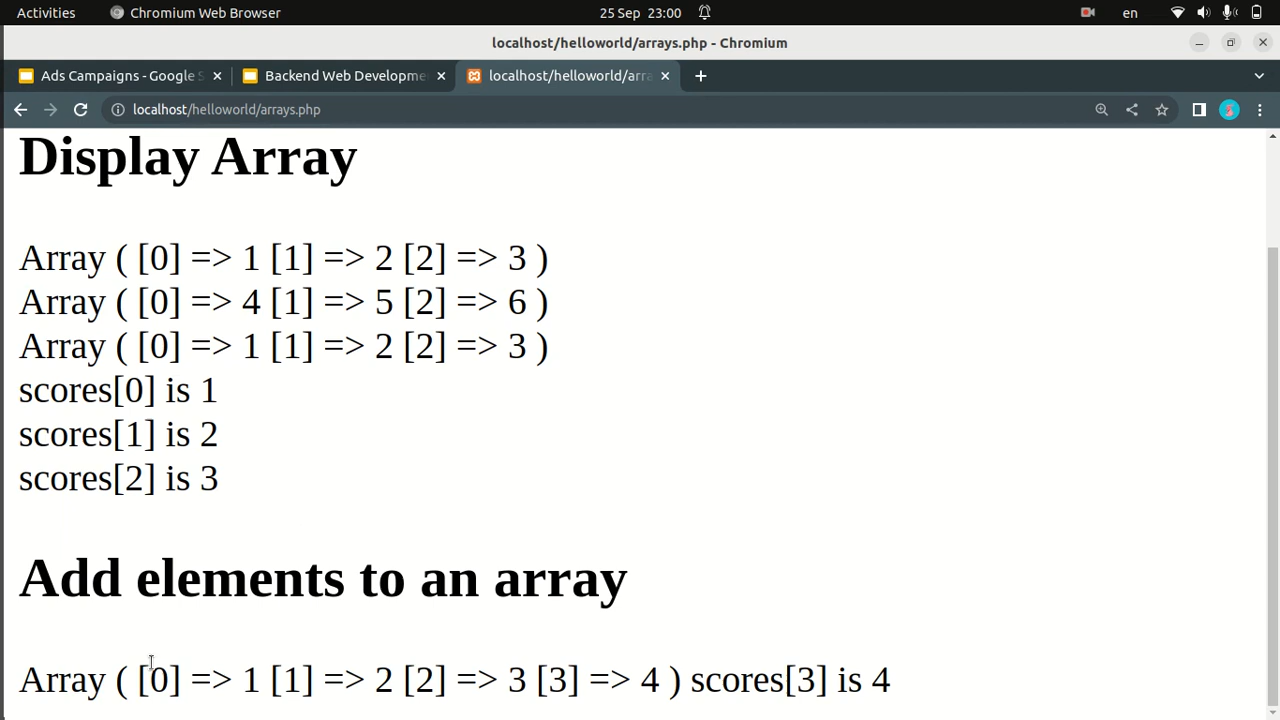 Activities Chromium Web Browser 25 Sep 23:00 en
localhost/helloworld/arrays.php - Chromium
Ads Campaigns - Google S Backend Web Developme localhost/helloworld/arra
localhost/helloworld/arrays.php
Display Array
Array ( [0] => 1 [1] => 2 [2] => 3 )
Array ( [0] => 4 [1] => 5 [2] => 6 )
Array ( [0] => 1 [1] => 2 [2] => 3 )
scores[0] is 1
scores[1] is 2
scores[2] is 3
Add elements to an array
Array ( [0] => 1 [1] => 2 [2] => 3 [3] => 4 ) scores[3] is 4